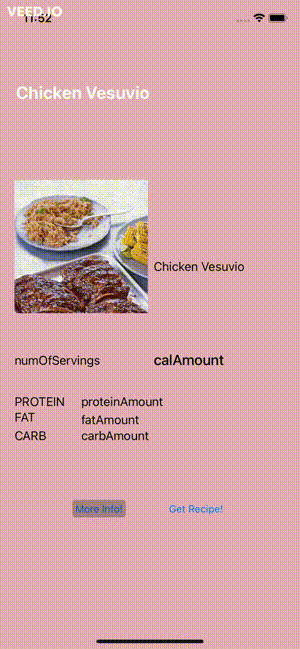 VEED.IO
11:52
Chicken Vesuvio
Chicken Vesuvio
numOfServings calAmount
PROTEIN proteinAmount
FAT fatAmount
CARB carbAmount
More Info! Get Recipe!